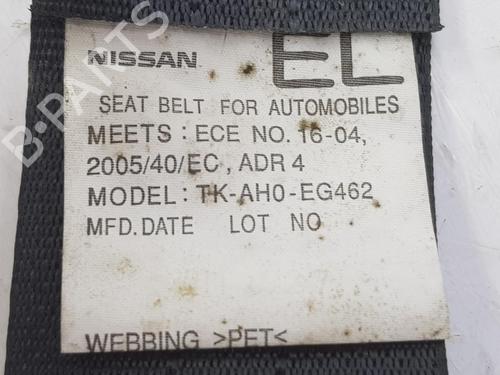 NISSAN EL
SEAT BELT FOR AUTOMOBILES
MEETS : ECE NO. 16-04,
2005/40/EC , ADR 4
MODEL : TK-AH0-EG462
MFD.DATE LOT NO
WEBBING >PET<
B-PARTS